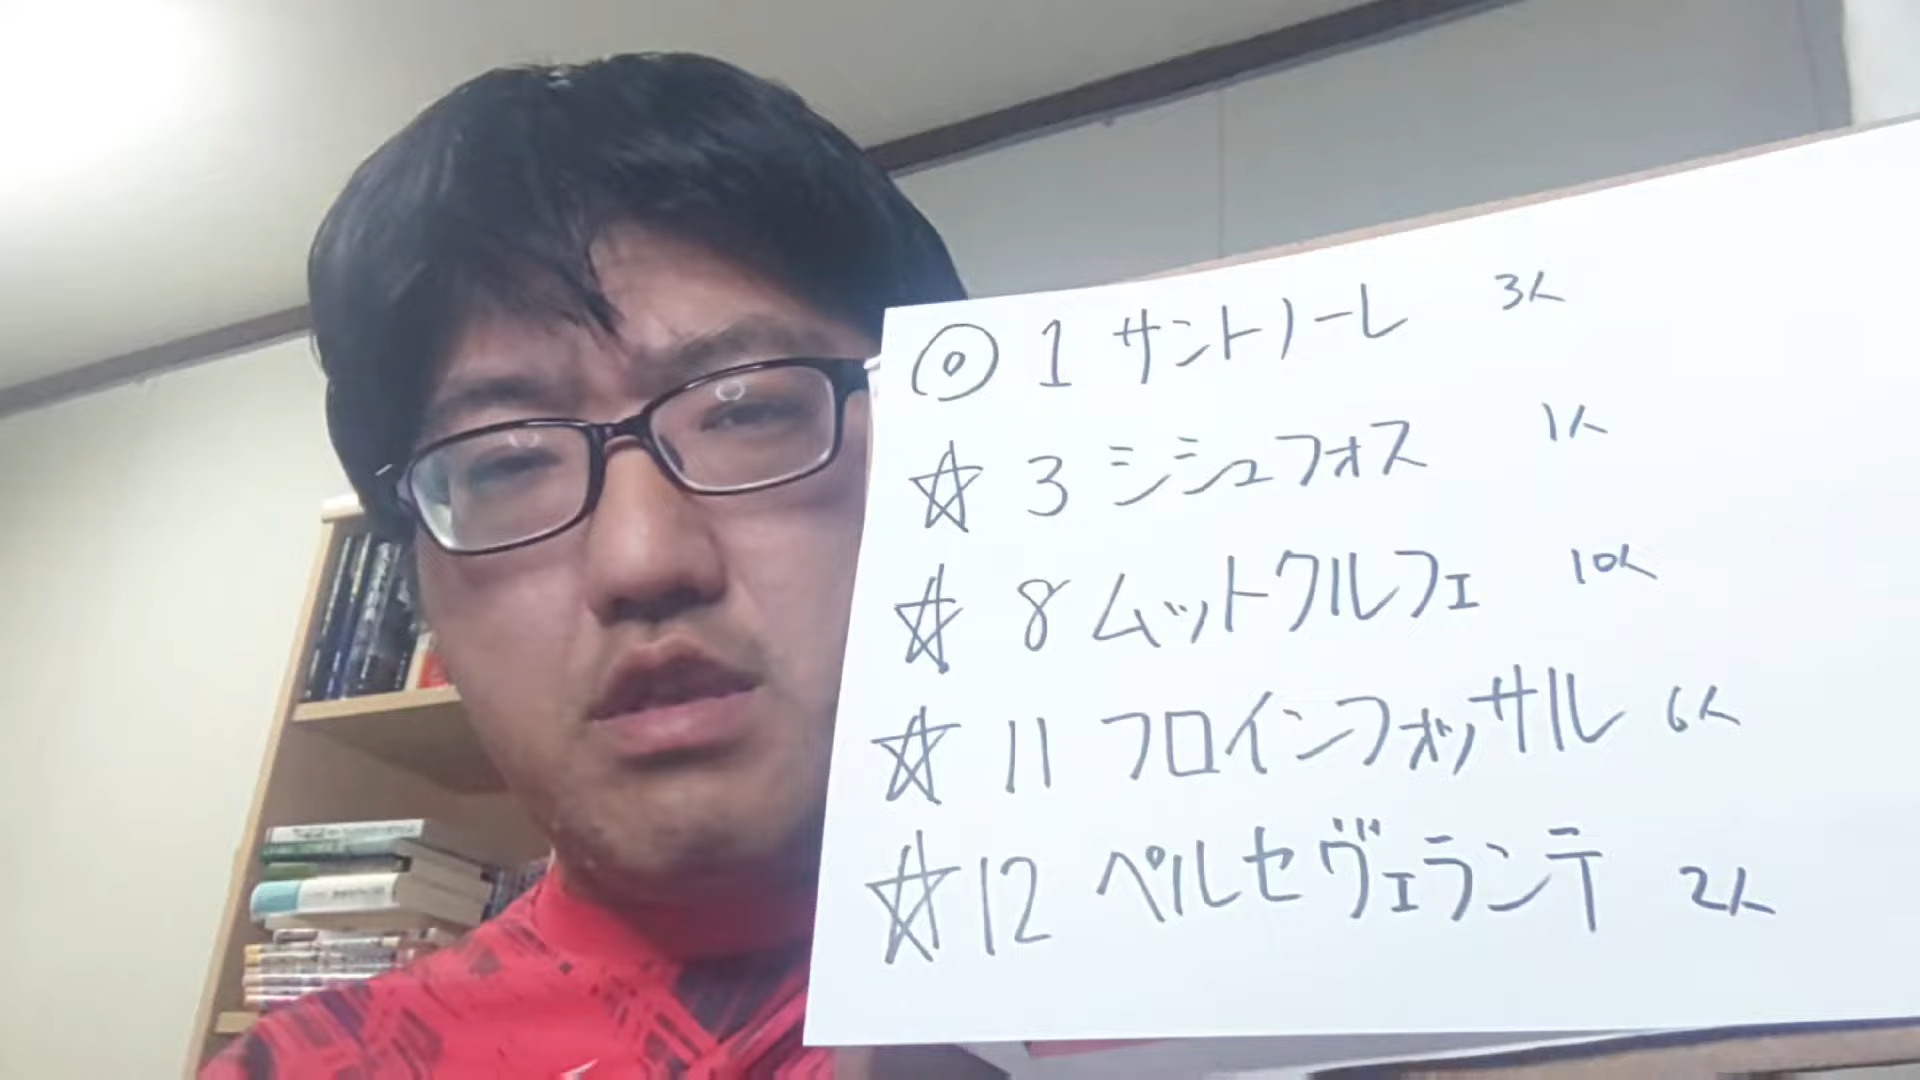 ◎ 1 サントノーレ 3人
☆ 3 シシュフォス 1人
☆ 8 ムットクルフェ 10人
☆ 11 フロインフォッサル 6人
☆ 12 ペルセヴェランテ 2人